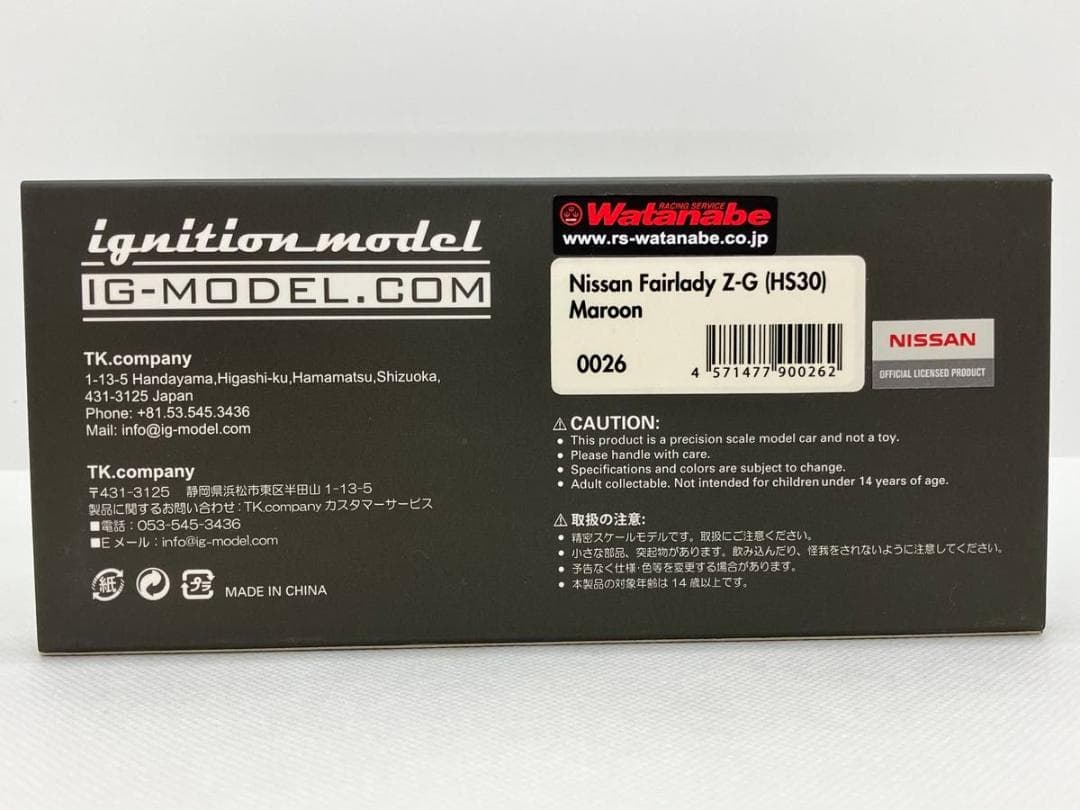 ignition model
IG-MODEL.COM
TK.company
1-13-5 Handayama,Higashi-ku,Hamamatsu,Shizuoka,
431-3125 Japan
Phone: +81.53.545.3436
Mail: info@ig-model.com
TK.company
〒431-3125 静岡県浜松市東区半田山 1-13-5
製品に関するお問い合わせ:TK.company カスタマーサービス
■電話:053-545-3436
■E メール:info@ig-model.com
紙 プラ MADE IN CHINA
RACING SERVICE
Watanabe
www.rs-watanabe.co.jp
Nissan Fairlady Z-G (HS30)
Maroon
0026
4 571477 900262
NISSAN
OFFICIAL LICENSED PRODUCT
⚠ CAUTION:
• This product is a precision scale model car and not a toy.
• Please handle with care.
• Specifications and colors are subject to change.
• Adult collectable. Not intended for children under 14 years of age.
⚠ 取扱の注意:
• 精密スケールモデルです。取扱にご注意ください。
• 小さな部品、突起物があります。飲み込んだり、怪我をされないように注意してください。
• 予告なく仕様・色等を変更する場合があります。
• 本製品の対象年齢は 14 歳以上です。